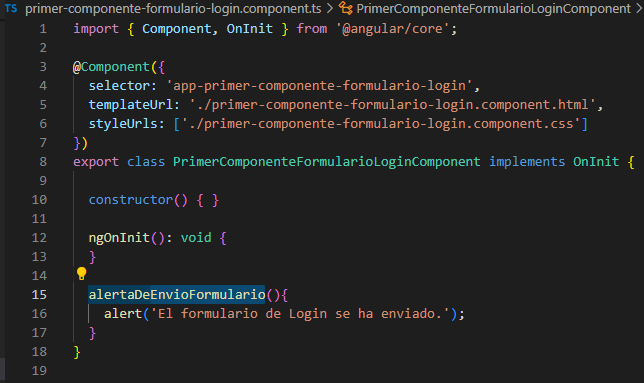 TS primer-componente-formulario-login.component.ts > PrimerComponenteFormularioLoginComponent >
1 import { Component, OnInit } from '@angular/core';
2
3 @Component({
4 selector: 'app-primer-componente-formulario-login',
5 templateUrl: './primer-componente-formulario-login.component.html',
6 styleUrls: ['./primer-componente-formulario-login.component.css']
7 })
8 export class PrimerComponenteFormularioLoginComponent implements OnInit {
9
10 constructor() { }
11
12 ngOnInit(): void {
13 }
14
15 alertaDeEnvioFormulario(){
16 alert('El formulario de Login se ha enviado.');
17 }
18 }
19